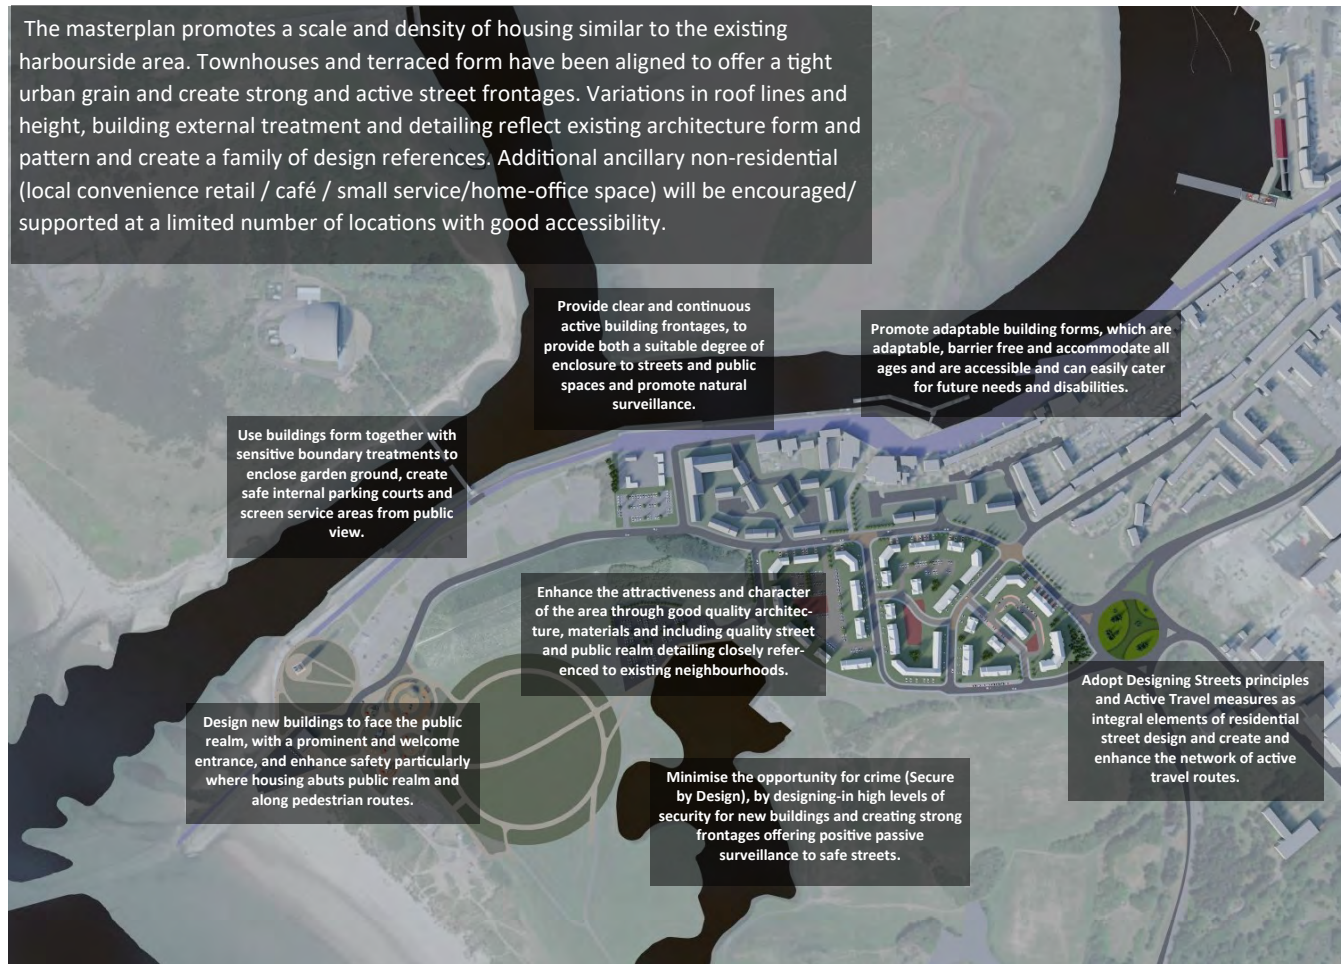 The masterplan promotes a scale and density of housing similar to the existing
harbourside area. Townhouses and terraced form have been aligned to offer a tight
urban grain and create strong and active street frontages. Variations in roof lines and
height, building external treatment and detailing reflect existing architecture form and
pattern and create a family of design references. Additional ancillary non-residential
(local convenience retail / café / small service/home-office space) will be encouraged/
supported at a limited number of locations with good accessibility.
Provide clear and continuous
active building frontages, to
provide both a suitable degree of
enclosure to streets and public
spaces and promote natural
surveillance.
Promote adaptable building forms, which are
adaptable, barrier free and accommodate all
ages and are accessible and can easily cater
for future needs and disabilities.
Use buildings form together with
sensitive boundary treatments to
enclose garden ground, create
safe internal parking courts and
screen service areas from public
view.
Enhance the attractiveness and character
of the area through good quality architec-
ture, materials and including quality street
and public realm detailing closely refer-
enced to existing neighbourhoods.
Adopt Designing Streets principles
and Active Travel measures as
integral elements of residential
street design and create and
enhance the network of active
travel routes.
Design new buildings to face the public
realm, with a prominent and welcome
entrance, and enhance safety particularly
where housing abuts public realm and
along pedestrian routes.
Minimise the opportunity for crime (Secure
by Design), by designing-in high levels of
security for new buildings and creating strong
frontages offering positive passive
surveillance to safe streets.